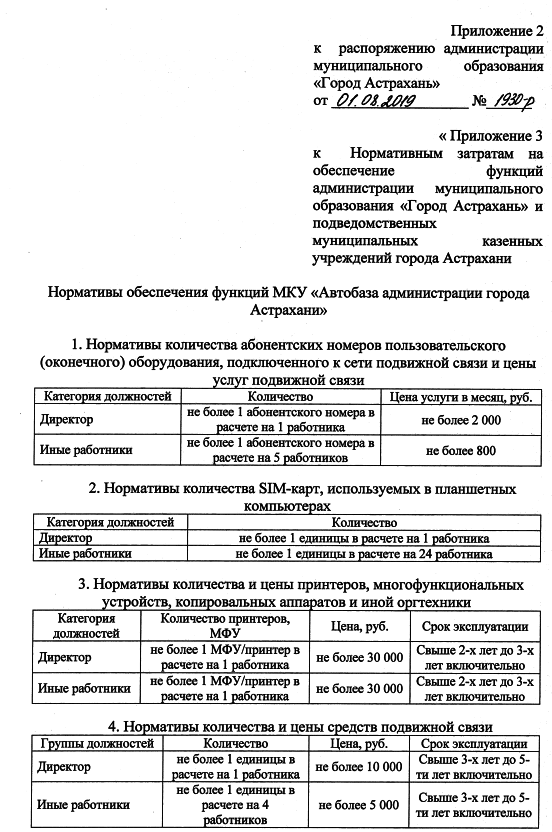 Приложение 2
к распоряжению администрации
муниципального образования
«Город Астрахань»
от 01.08.2019 № 1930-р
« Приложение 3
к Нормативным затратам на
обеспечение функций
администрации муниципального
образования «Город Астрахань» и
подведомственных
муниципальных казенных
учреждений города Астрахани
Нормативы обеспечения функций МКУ «Автобаза администрации города
Астрахани»
1. Нормативы количества абонентских номеров пользовательского
(оконечного) оборудования, подключенного к сети подвижной связи и цены
услуг подвижной связи
Категория должностей Количество Цена услуги в месяц, руб.
Директор не более 1 абонентского номера в
расчете на 1 работника не более 2 000
Иные работники не более 1 абонентского номера в
расчете на 5 работников не более 800
2. Нормативы количества SIM-карт, используемых в планшетных
компьютерах
Категория должностей Количество
Директор не более 1 единицы в расчете на 1 работника
Иные работники не более 1 единицы в расчете на 24 работника
3. Нормативы количества и цены принтеров, многофункциональных
устройств, копировальных аппаратов и иной оргтехники
Категория Количество принтеров, Цена, руб. Срок эксплуатации
должностей МФУ
Директор не более 1 МФУ/принтер в не более 30 000 Свыше 2-х лет до 3-х
расчете на 1 работника лет включительно
Иные работники не более 1 МФУ/принтер в не более 30 000 Свыше 2-х лет до 3-х
расчете на 1 работника лет включительно
4. Нормативы количества и цены средств подвижной связи
Группы должностей Количество Цена, руб. Срок эксплуатации
Директор не более 1 единицы в не более 10 000 Свыше 3-х лет до 5-
расчете на 1 работника ти лет включительно
Иные работники не более 1 единицы в не более 5 000 Свыше 3-х лет до 5-
расчете на 4 ти лет включительно
работников